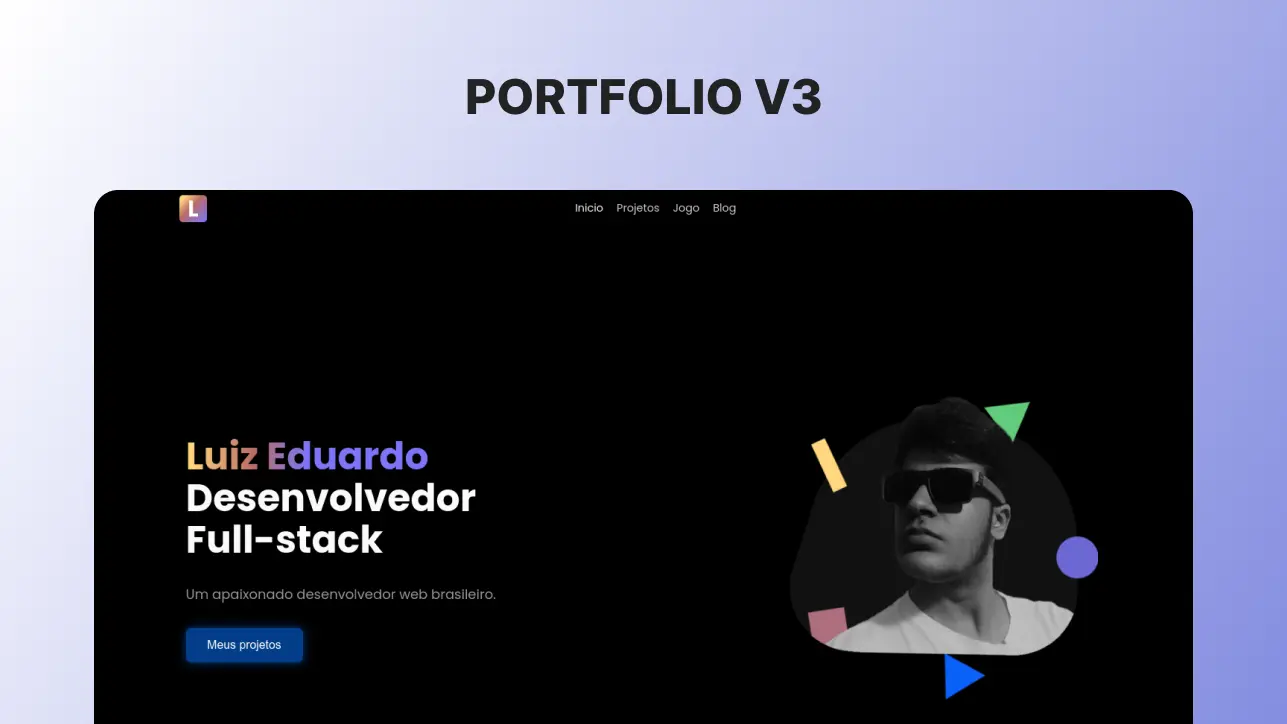 PORTFOLIO V3
L
Inicio Projetos Jogo Blog
Luiz Eduardo
Desenvolvedor
Full-stack
Um apaixonado desenvolvedor web brasileiro.
Meus projetos